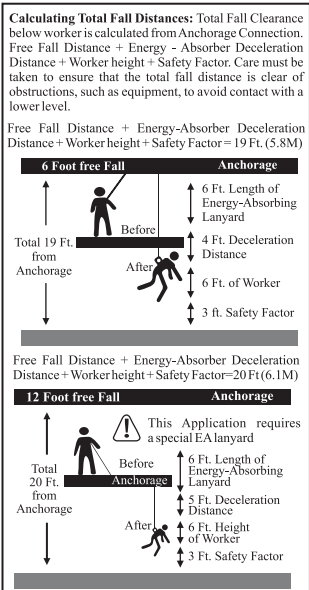 Calculating Total Fall Distances: Total Fall Clearance
below worker is calculated from Anchorage Connection.
Free Fall Distance + Energy - Absorber Deceleration
Distance + Worker height + Safety Factor. Care must be
taken to ensure that the total fall distance is clear of
obstructions, such as equipment, to avoid contact with a
lower level.
Free Fall Distance + Energy-Absorber Deceleration
Distance + Worker height + Safety Factor = 19 Ft. (5.8M)
6 Foot free Fall
Anchorage
6 Ft. Length of
Energy-Absorbing
Lanyard
Before
Total 19 Ft.
from
Anchorage
4 Ft. Deceleration
Distance
After
6 Ft. of Worker
3 ft. Safety Factor
Free Fall Distance + Energy-Absorber Deceleration
Distance + Worker height + Safety Factor=20 Ft (6.1M)
12 Foot free Fall
Anchorage
This Application requires
a special EA lanyard
Total
20 Ft.
from
Anchorage
Before
Anchorage
6 Ft. Length of
Energy-Absorbing
Lanyard
5 Ft. Deceleration
Distance
After
6 Ft. Height
of Worker
3 Ft. Safety Factor